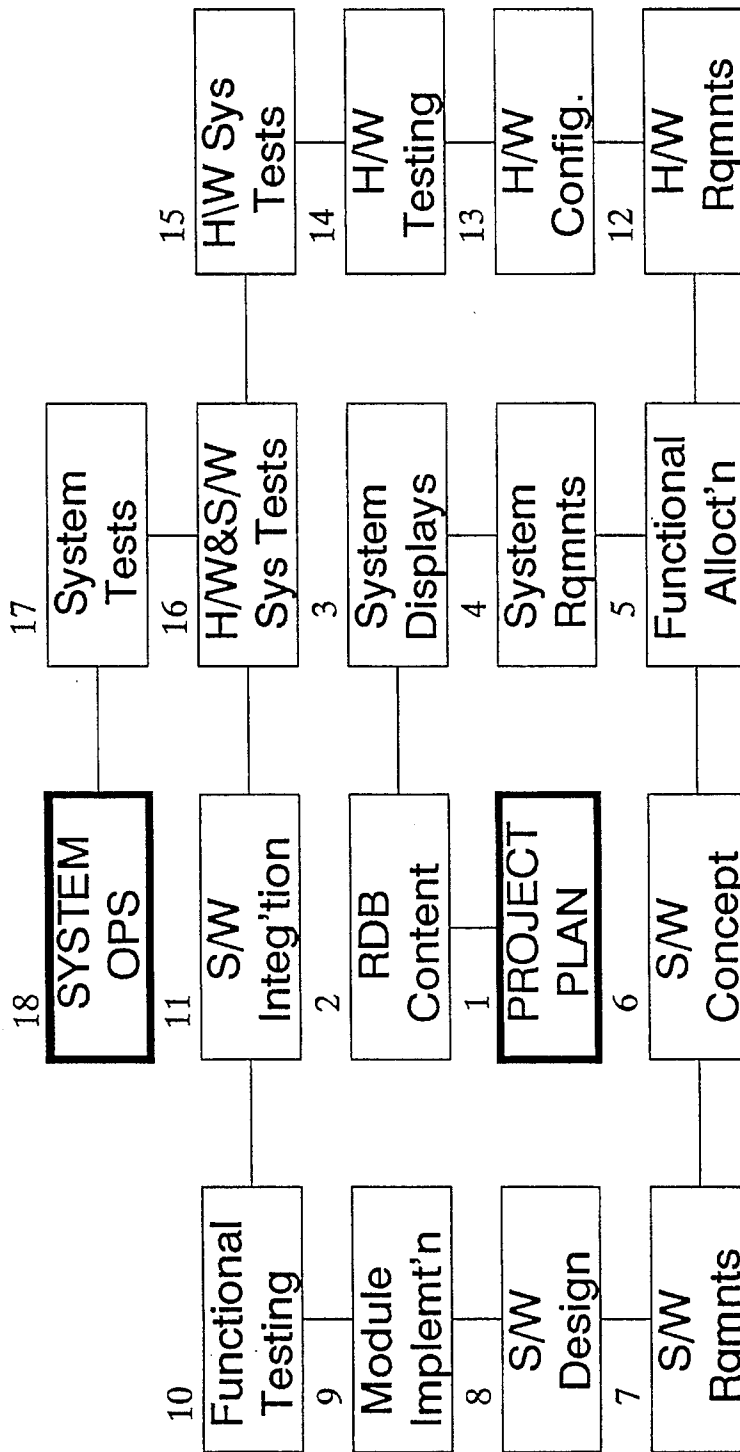 18
SYSTEM
OPS
17
System
Tests
10
Functional
Testing
11
S/W
Integ'tion
16
H/W&S/W
Sys Tests
15
H\W Sys
Tests
9
Module
Implemt'n
2
RDB
Content
3
System
Displays
14
H/W
Testing
8
S/W
Design
1
PROJECT
PLAN
4
System
Rqmnts
13
H/W
Config.
7
S/W
Rqmnts
6
S/W
Concept
5
Functional
Alloct'n
12
H/W
Rqmnts